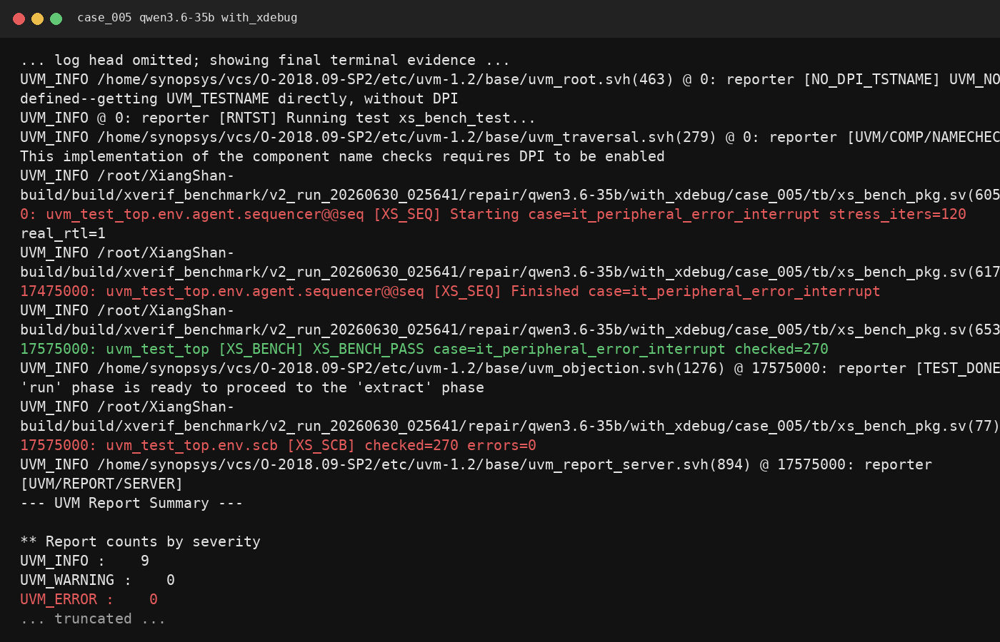 case_005 qwen3.6-35b with_xdebug
... log head omitted; showing final terminal evidence ...
UVM_INFO /home/synopsys/vcs/O-2018.09-SP2/etc/uvm-1.2/base/uvm_root.svh(463) @ 0: reporter [NO_DPI_TSTNAME] UVM_NO
defined--getting UVM_TESTNAME directly, without DPI
UVM_INFO @ 0: reporter [RNTST] Running test xs_bench_test...
UVM_INFO /home/synopsys/vcs/O-2018.09-SP2/etc/uvm-1.2/base/uvm_traversal.svh(279) @ 0: reporter [UVM/COMP/NAMECHEC
This implementation of the component name checks requires DPI to be enabled
UVM_INFO /root/XiangShan-
build/build/xverif_benchmark/v2_run_20260630_025641/repair/qwen3.6-35b/with_xdebug/case_005/tb/xs_bench_pkg.sv(605
0: uvm_test_top.env.agent.sequencer@@seq [XS_SEQ] Starting case=it_peripheral_error_interrupt stress_iters=120
real_rtl=1
UVM_INFO /root/XiangShan-
build/build/xverif_benchmark/v2_run_20260630_025641/repair/qwen3.6-35b/with_xdebug/case_005/tb/xs_bench_pkg.sv(617
17475000: uvm_test_top.env.agent.sequencer@@seq [XS_SEQ] Finished case=it_peripheral_error_interrupt
UVM_INFO /root/XiangShan-
build/build/xverif_benchmark/v2_run_20260630_025641/repair/qwen3.6-35b/with_xdebug/case_005/tb/xs_bench_pkg.sv(653
17575000: uvm_test_top [XS_BENCH] XS_BENCH_PASS case=it_peripheral_error_interrupt checked=270
UVM_INFO /home/synopsys/vcs/O-2018.09-SP2/etc/uvm-1.2/base/uvm_objection.svh(1276) @ 17575000: reporter [TEST_DONE
'run' phase is ready to proceed to the 'extract' phase
UVM_INFO /root/XiangShan-
build/build/xverif_benchmark/v2_run_20260630_025641/repair/qwen3.6-35b/with_xdebug/case_005/tb/xs_bench_pkg.sv(77)
17575000: uvm_test_top.env.scb [XS_SCB] checked=270 errors=0
UVM_INFO /home/synopsys/vcs/O-2018.09-SP2/etc/uvm-1.2/base/uvm_report_server.svh(894) @ 17575000: reporter
[UVM/REPORT/SERVER]
--- UVM Report Summary ---
** Report counts by severity
UVM_INFO :    9
UVM_WARNING :    0
UVM_ERROR :    0
... truncated ...